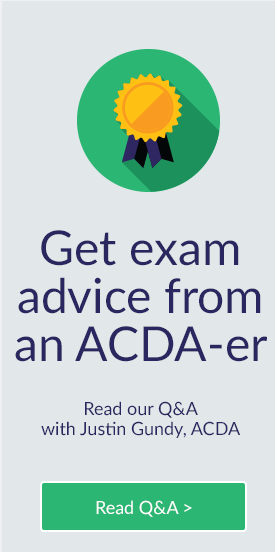 Get exam
advice from
an ACDA-er
Read our Q&A
with Justin Gundy, ACDA
Read Q&A >